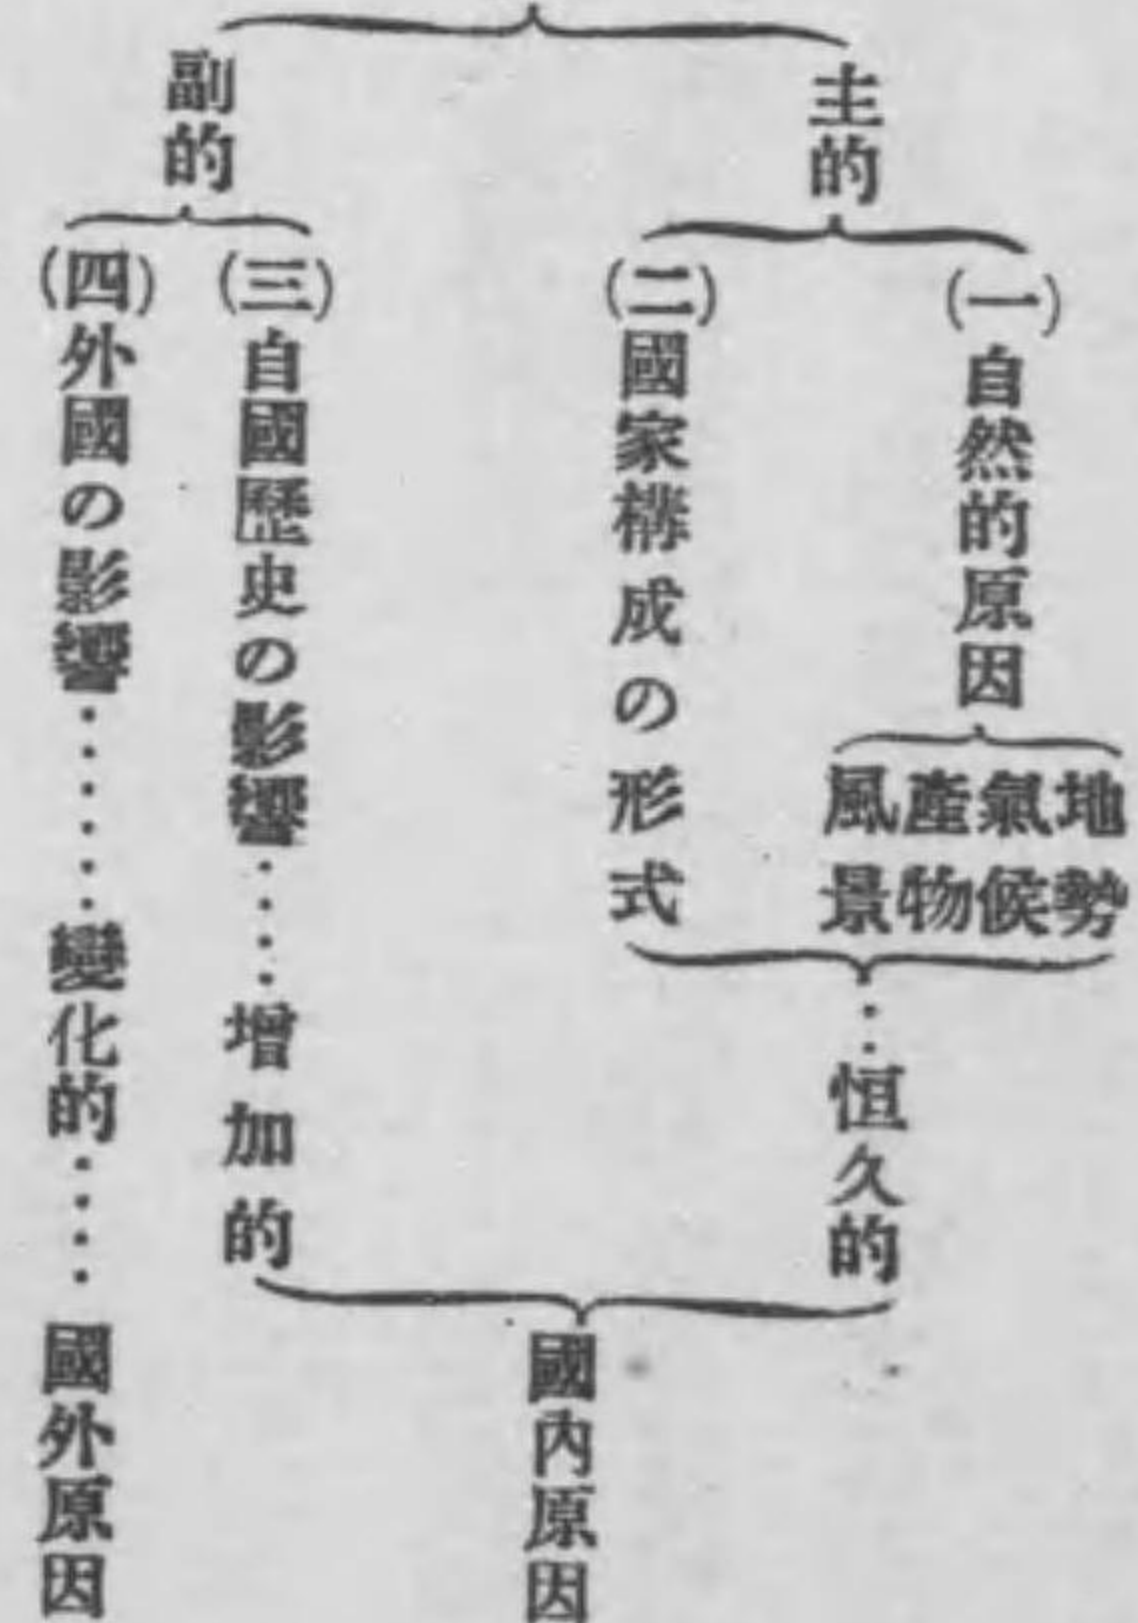 主的
(一)自然的原因
地勢
氣候
產物
風景
(二)國家構成の形式
恒久的
副的
(三)自國歷史の影響……增加的
國內原因
(四)外國の影響……變化的……國外原因